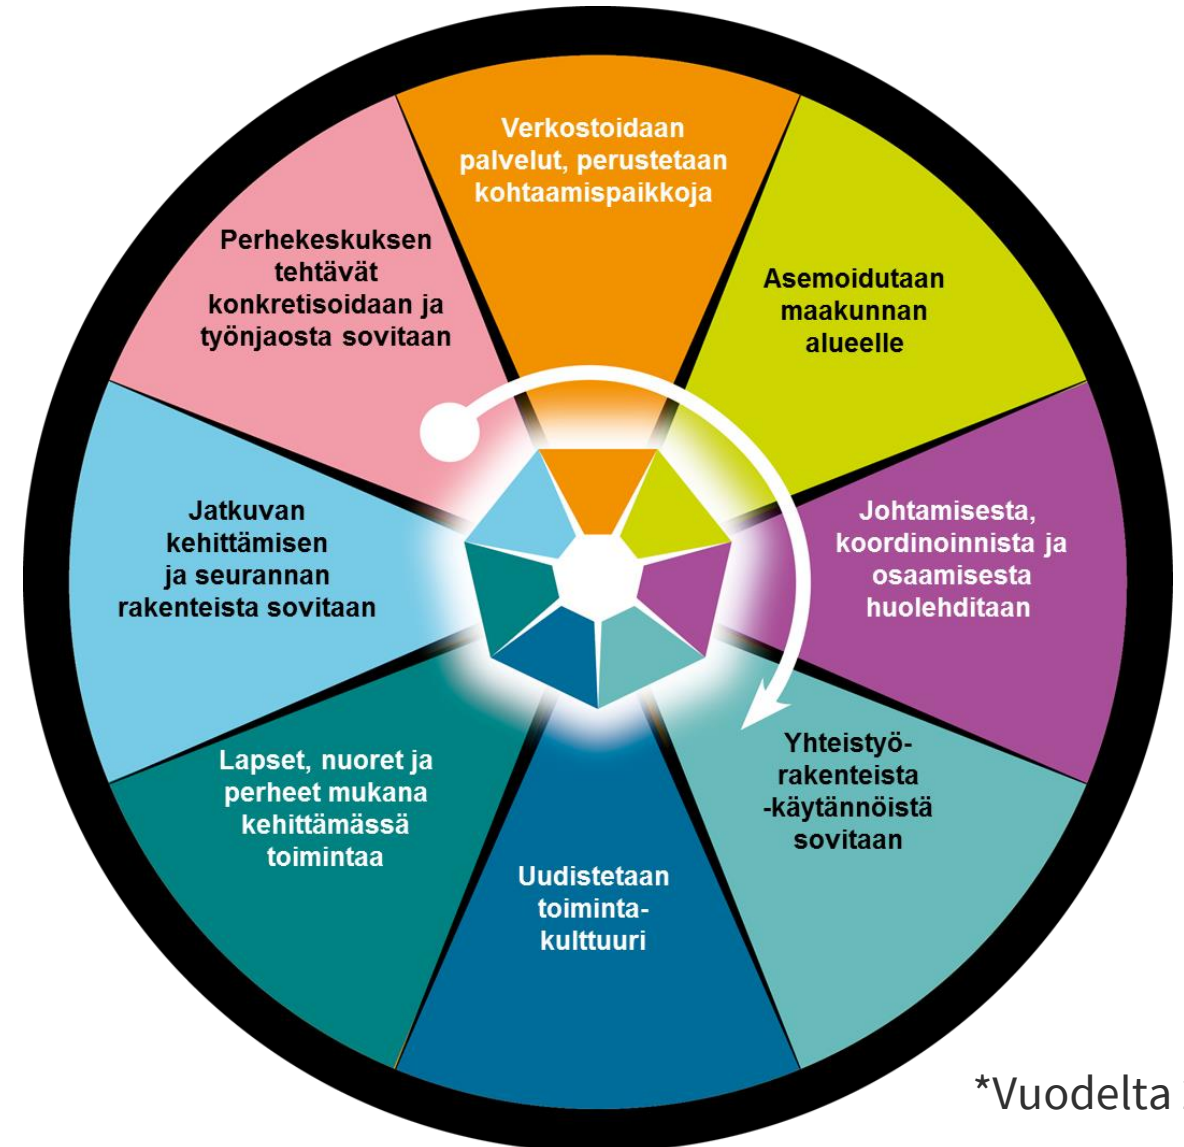 Verkostoidaan
palvelut, perustetaan
kohtaamispaikkoja
Asemoidutaan
maakunnan
alueelle
Johtamisesta,
koordinoinnista ja
osaamisesta
huolehditaan
Yhteistyö-
rakenteista
-käytännöistä
sovitaan
Uudistetaan
toiminta-
kulttuuri
Lapset, nuoret ja
perheet mukana
kehittämässä
toimintaa
Jatkuvan
kehittämisen
ja seurannan
rakenteista sovitaan
Perhekeskuksen
tehtävät
konkretisoidaan ja
työnjaosta sovitaan
*Vuodelta